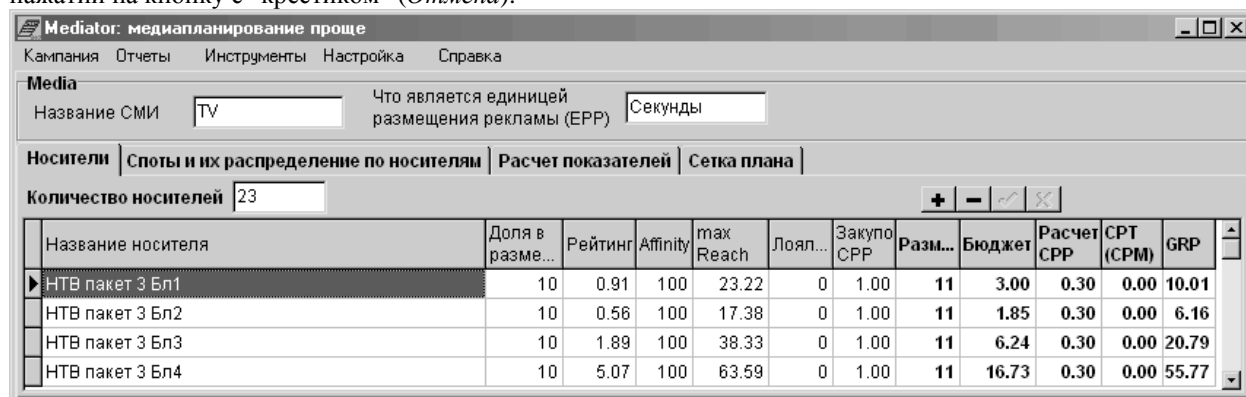 нажатии на кнопку с "крестиком" (Отмена).
Mediator: медиапланирование проще
Кампания Отчеты Инструменты Настройка Справка
Media
Название СМИ TV Что является единицей размещения рекламы (ЕРР) Секунды
Носители Споты и их распределение по носителям Расчет показателей Сетка плана
Количество носителей 23
Название носителя Доля в разме... Рейтинг Affinity max Reach Лоял... Закупо CPP Разм... Бюджет Расчет CPP CPT (CPM) GRP
НТВ пакет 3 Бл1 10 0.91 100 23.22 0 1.00 11 3.00 0.30 0.00 10.01
НТВ пакет 3 Бл2 10 0.56 100 17.38 0 1.00 11 1.85 0.30 0.00 6.16
НТВ пакет 3 Бл3 10 1.89 100 38.33 0 1.00 11 6.24 0.30 0.00 20.79
НТВ пакет 3 Бл4 10 5.07 100 63.59 0 1.00 11 16.73 0.30 0.00 55.77